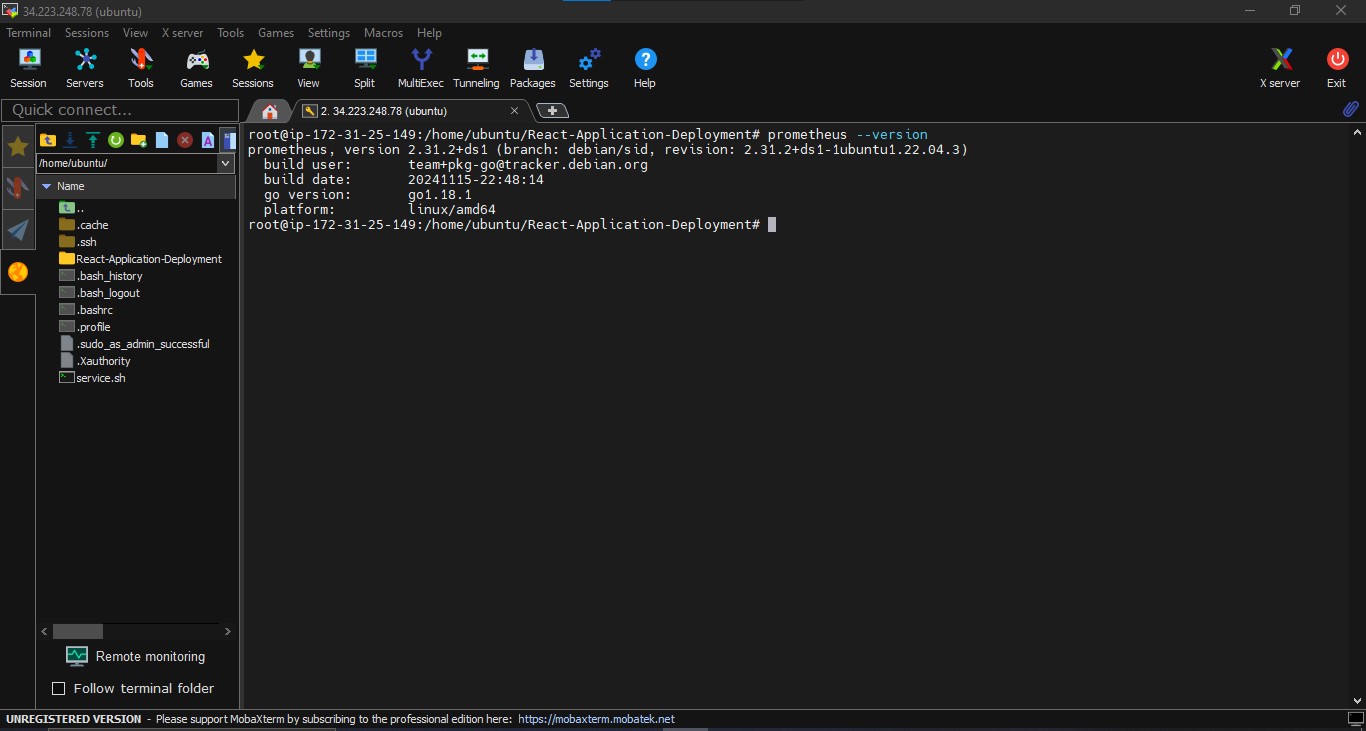 34.223.248.78 (ubuntu)
Terminal Sessions View X server Tools Games Settings Macros Help
Session Servers Tools Games Sessions View Split MultiExec Tunneling Packages Settings Help X server Exit
Quick connect...
2. 34.223.248.78 (ubuntu)
/home/ubuntu/
Name
..
.cache
.ssh
React-Application-Deployment
.bash_history
.bash_logout
.bashrc
.profile
.sudo_as_admin_successful
.Xauthority
service.sh
Remote monitoring
Follow terminal folder
root@ip-172-31-25-149:/home/ubuntu/React-Application-Deployment# prometheus --version
prometheus, version 2.31.2+ds1 (branch: debian/sid, revision: 2.31.2+ds1-1ubuntu1.22.04.3)
  build user:       team+pkg-go@tracker.debian.org
  build date:       20241115-22:48:14
  go version:       go1.18.1
  platform:         linux/amd64
root@ip-172-31-25-149:/home/ubuntu/React-Application-Deployment#
UNREGISTERED VERSION - Please support MobaXterm by subscribing to the professional edition here: https://mobaxterm.mobatek.net